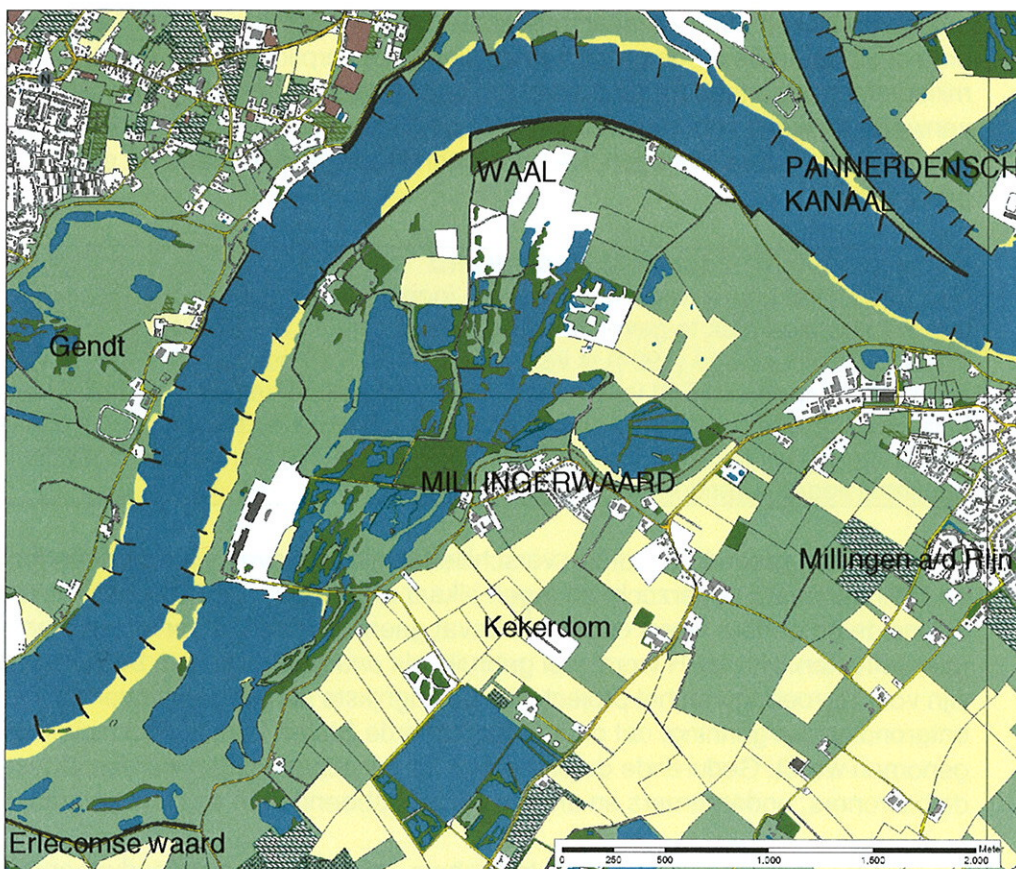 N
WAAL
PANNERDENSCH
KANAAL
Gendt
MILLINGERWAARD
Millingen a/d Rijn
Kekerdom
Erlecomse waard
Mete
0 250 500 1.000 1.500 2.000